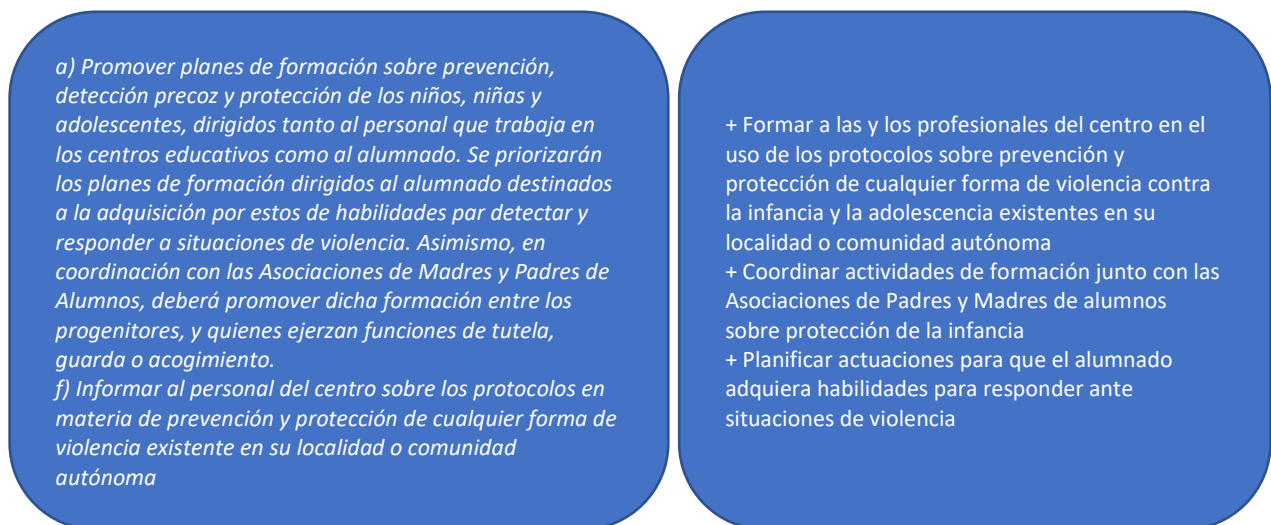 a) Promover planes de formación sobre prevención,
detección precoz y protección de los niños, niñas y
adolescentes, dirigidos tanto al personal que trabaja en
los centros educativos como al alumnado. Se priorizarán
los planes de formación dirigidos al alumnado destinados
a la adquisición por estos de habilidades par detectar y
responder a situaciones de violencia. Asimismo, en
coordinación con las Asociaciones de Madres y Padres de
Alumnos, deberá promover dicha formación entre los
progenitores, y quienes ejerzan funciones de tutela,
guarda o acogimiento.
f) Informar al personal del centro sobre los protocolos en
materia de prevención y protección de cualquier forma de
violencia existente en su localidad o comunidad
autónoma
+ Formar a las y los profesionales del centro en el
uso de los protocolos sobre prevención y
protección de cualquier forma de violencia contra
la infancia y la adolescencia existentes en su
localidad o comunidad autónoma
+ Coordinar actividades de formación junto con las
Asociaciones de Padres y Madres de alumnos
sobre protección de la infancia
+ Planificar actuaciones para que el alumnado
adquiera habilidades para responder ante
situaciones de violencia